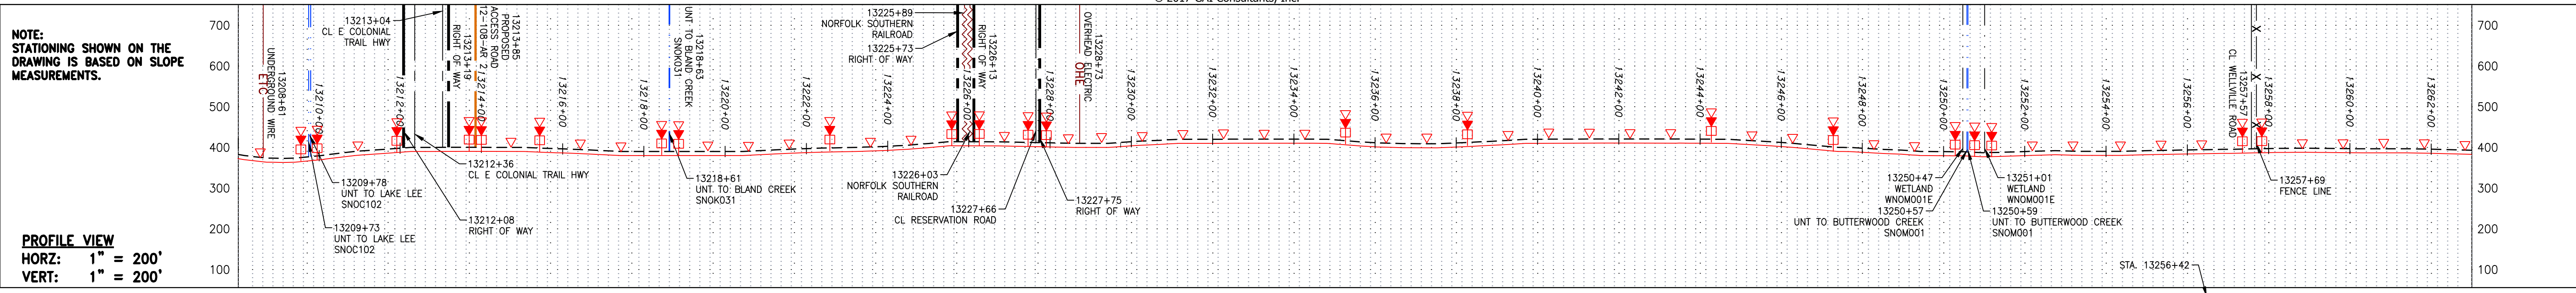 © 2017 GAI Consultants, Inc.
NOTE:
STATIONING SHOWN ON THE
DRAWING IS BASED ON SLOPE
MEASUREMENTS.
PROFILE VIEW
HORZ: 1" = 200'
VERT: 1" = 200'
700
600
500
400
300
200
100
13208+61
UNDERGROUND WIRE
ETC
13210+00
13209+78
UNT TO LAKE LEE
SNOC102
13209+73
UNT TO LAKE LEE
SNOC102
13213+04
CL E COLONIAL
TRAIL HWY
13212+00
13212+36
CL E COLONIAL TRAIL HWY
13212+08
RIGHT OF WAY
13213+19
RIGHT OF WAY
13213+85
PROPOSED
ACCESS ROAD
12-108-AR 2
13214+00
13216+00
13218+00
13218+63
UNT TO BLAND CREEK
SNOK031
13218+61
UNT TO BLAND CREEK
SNOK031
13220+00
13222+00
13224+00
13225+89
NORFOLK SOUTHERN
RAILROAD
13225+73
RIGHT OF WAY
13226+00
13226+13
RIGHT OF WAY
13226+03
NORFOLK SOUTHERN
RAILROAD
13227+66
CL RESERVATION ROAD
13228+00
13227+75
RIGHT OF WAY
13228+73
OVERHEAD ELECTRIC
OHE
13230+00
13232+00
13234+00
13236+00
13238+00
13240+00
13242+00
13244+00
13246+00
13248+00
13250+00
13250+47
WETLAND
WNOM001E
13250+57
UNT TO BUTTERWOOD CREEK
SNOM001
13251+01
WETLAND
WNOM001E
13250+59
UNT TO BUTTERWOOD CREEK
SNOM001
13252+00
13254+00
13256+00
STA. 13256+42
13257+57
CL WELLVILLE ROAD
X
X
X
13258+00
13257+69
FENCE LINE
13260+00
13262+00
700
600
500
400
300
200
100